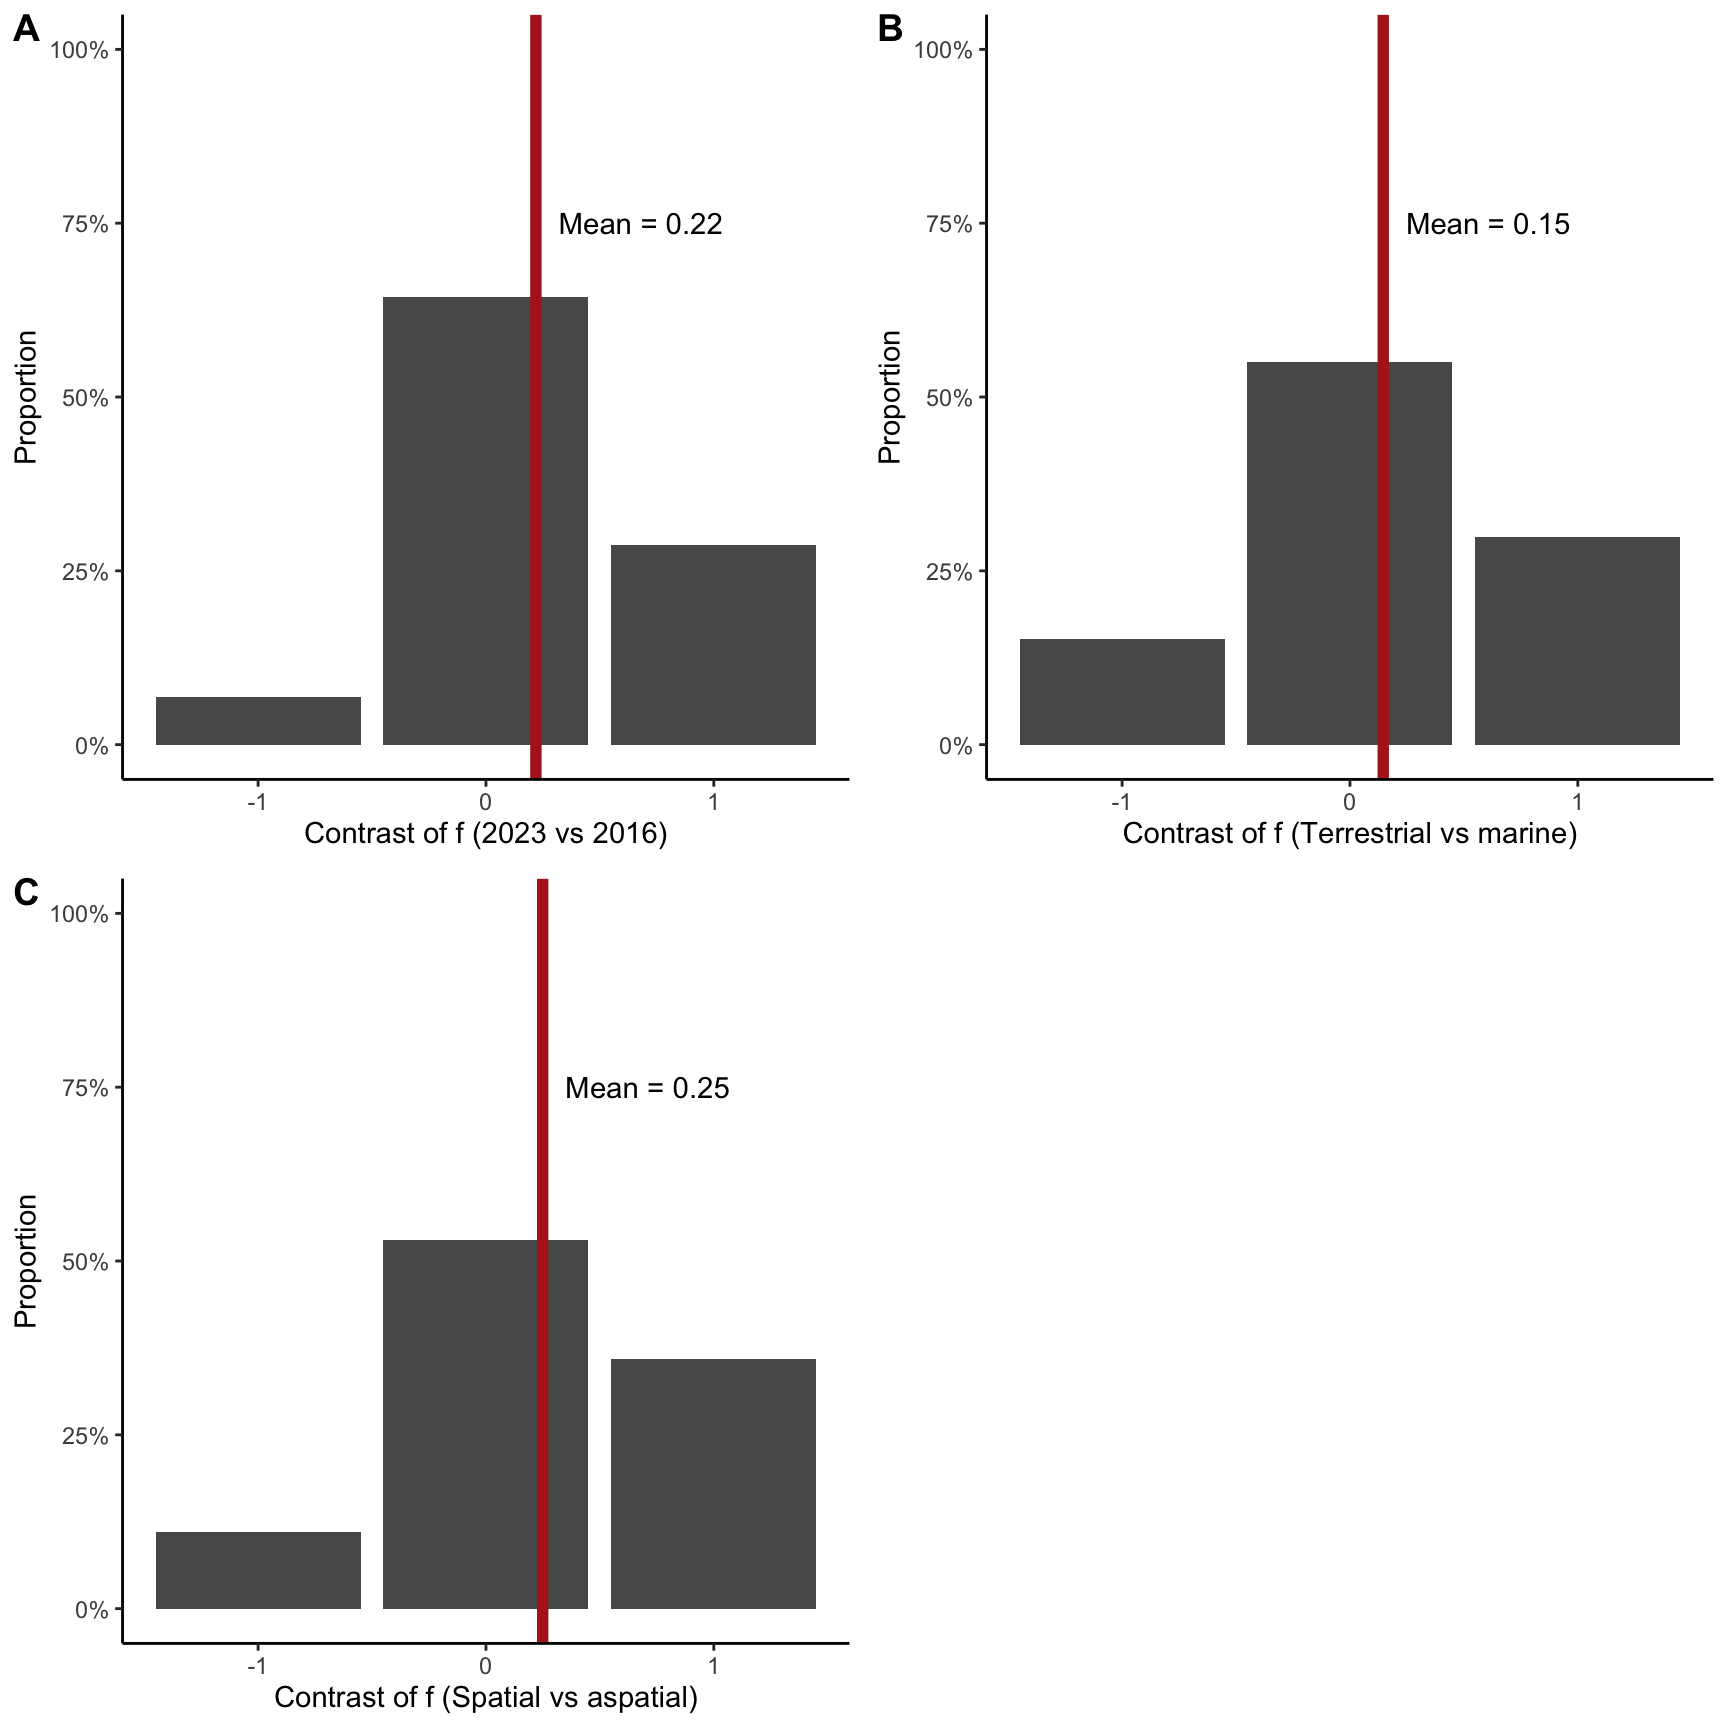 A
100%
75%
50%
25%
0%
Proportion
Mean = 0.22
-1 0 1
Contrast of f (2023 vs 2016)
B
100%
75%
50%
25%
0%
Proportion
Mean = 0.15
-1 0 1
Contrast of f (Terrestrial vs marine)
C
100%
75%
50%
25%
0%
Proportion
Mean = 0.25
-1 0 1
Contrast of f (Spatial vs aspatial)